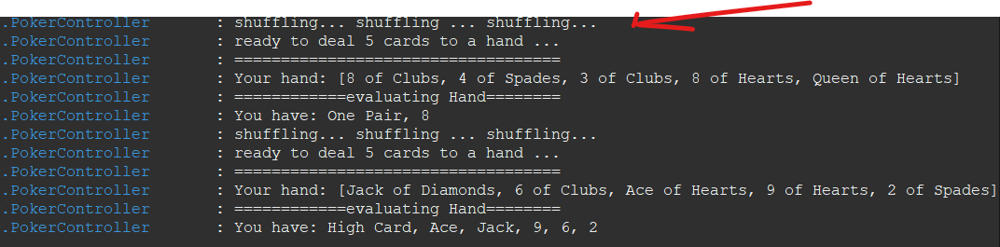 .PokerController : shuffling... shuffling ... shuffling...
.PokerController : ready to deal 5 cards to a hand ...
.PokerController : ===================================
.PokerController : Your hand: [8 of Clubs, 4 of Spades, 3 of Clubs, 8 of Hearts, Queen of Hearts]
.PokerController : ============evaluating Hand========
.PokerController : You have: One Pair, 8
.PokerController : shuffling... shuffling ... shuffling...
.PokerController : ready to deal 5 cards to a hand ...
.PokerController : ===================================
.PokerController : Your hand: [Jack of Diamonds, 6 of Clubs, Ace of Hearts, 9 of Hearts, 2 of Spades]
.PokerController : ============evaluating Hand========
.PokerController : You have: High Card, Ace, Jack, 9, 6, 2